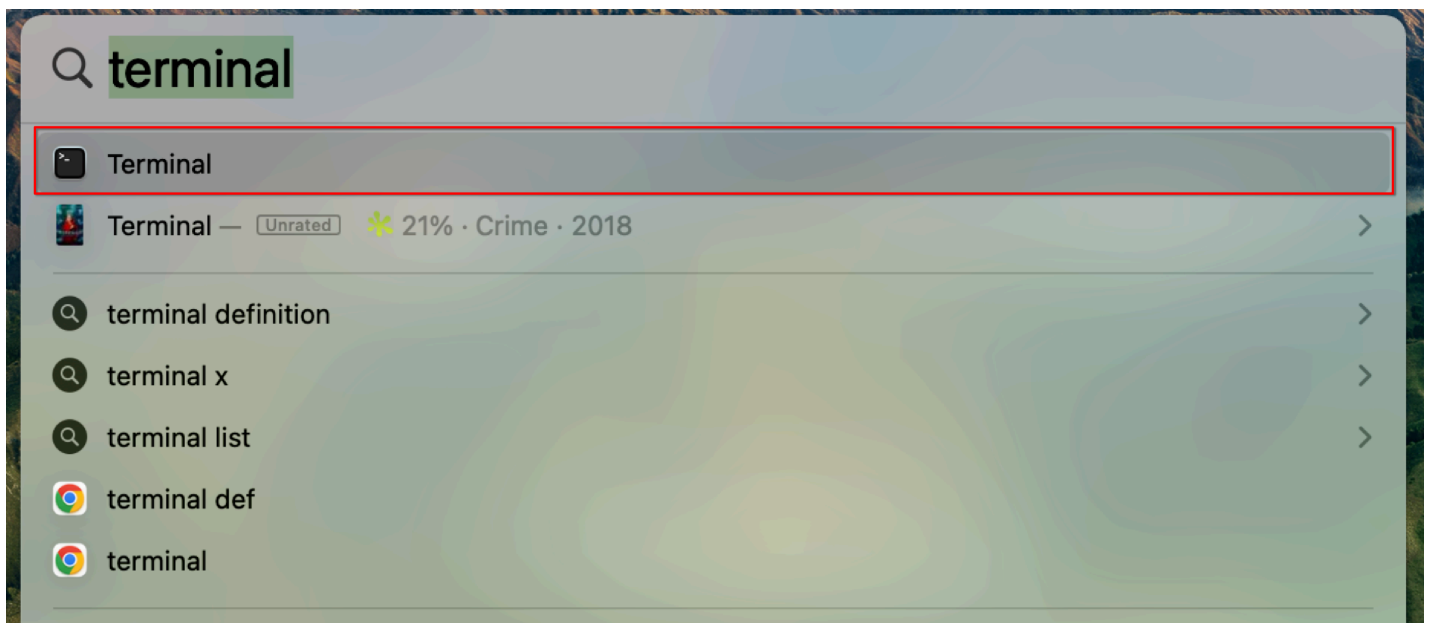 terminal
Terminal
Terminal — Unrated 21% · Crime · 2018
terminal definition
terminal x
terminal list
terminal def
terminal